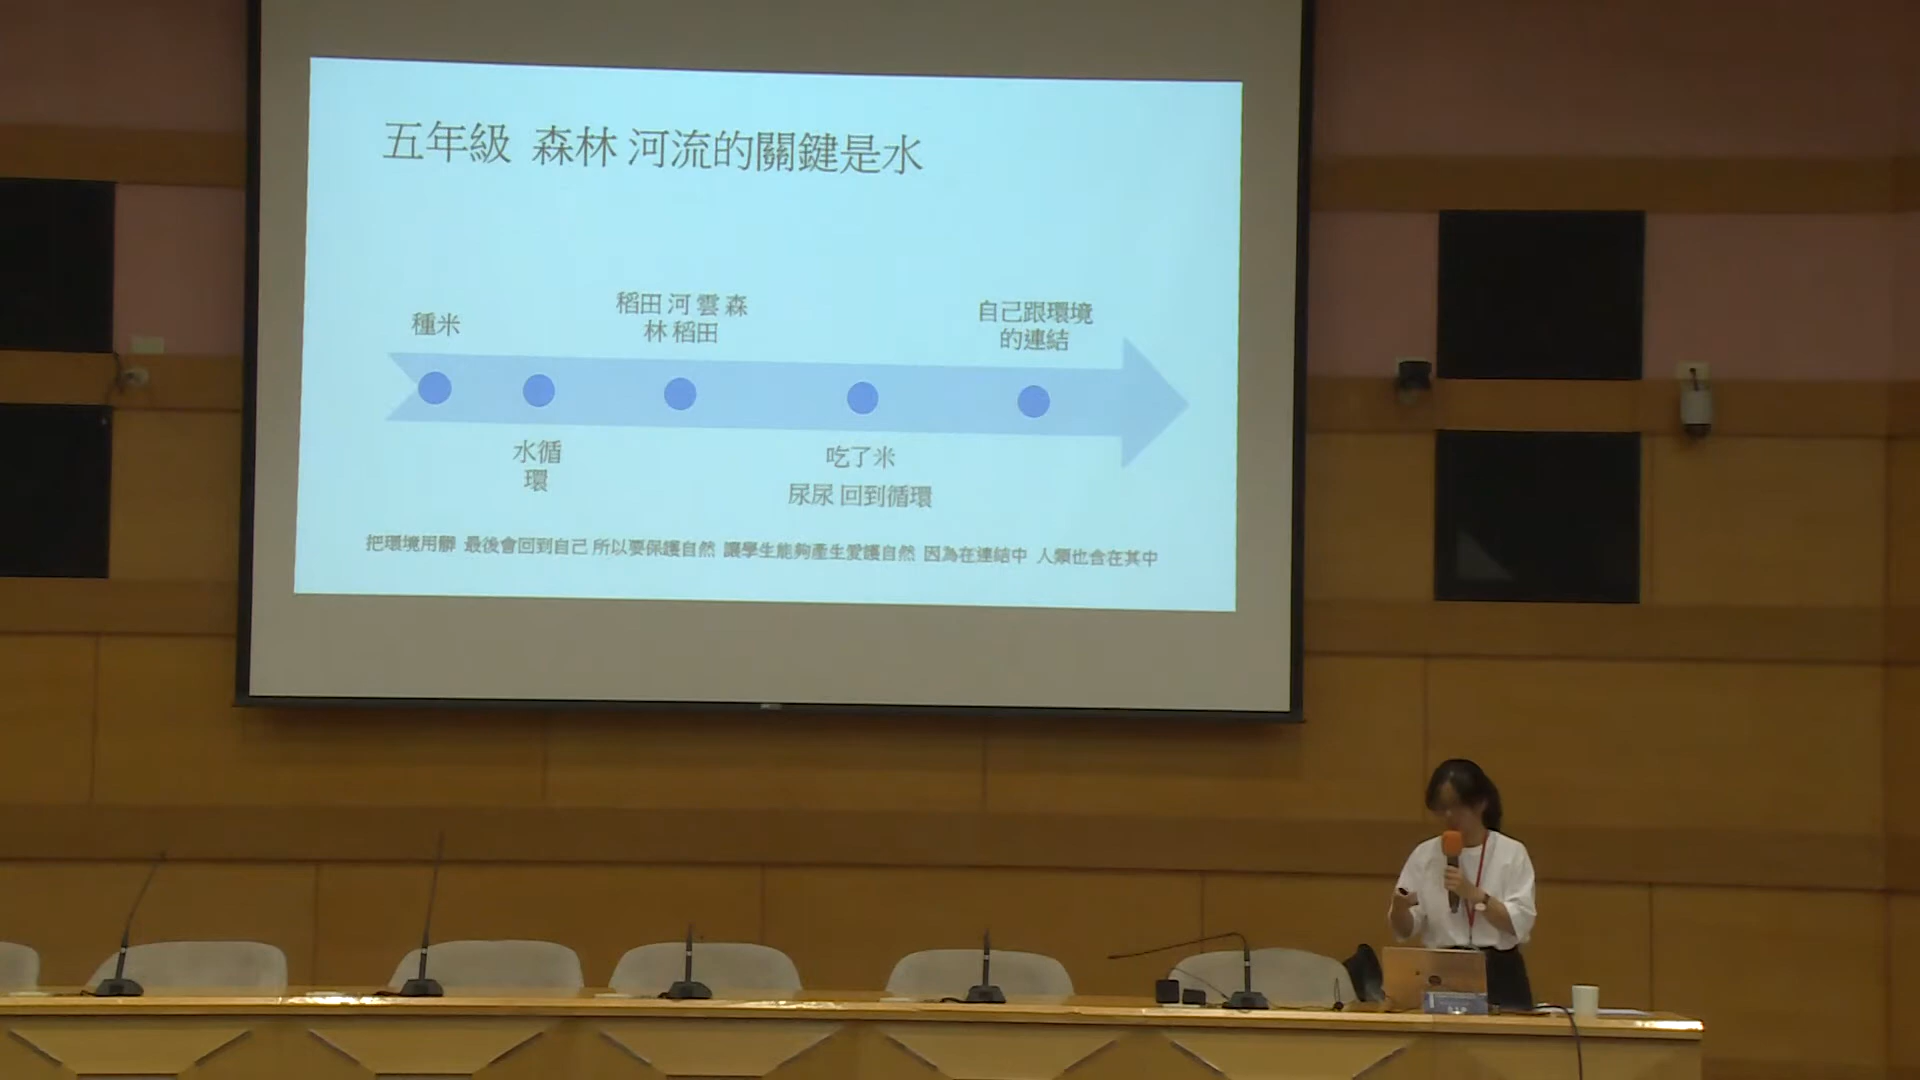 五年級 森林 河流的關鍵是水
種米
水循
環
稻田 河 雲 森
林 稻田
吃了米
尿尿 回到循環
自己跟環境
的連結
把環境用髒 最後會回到自己 所以要保護自然 讓學生能夠產生愛護自然 因為在連結中 人類也含在其中